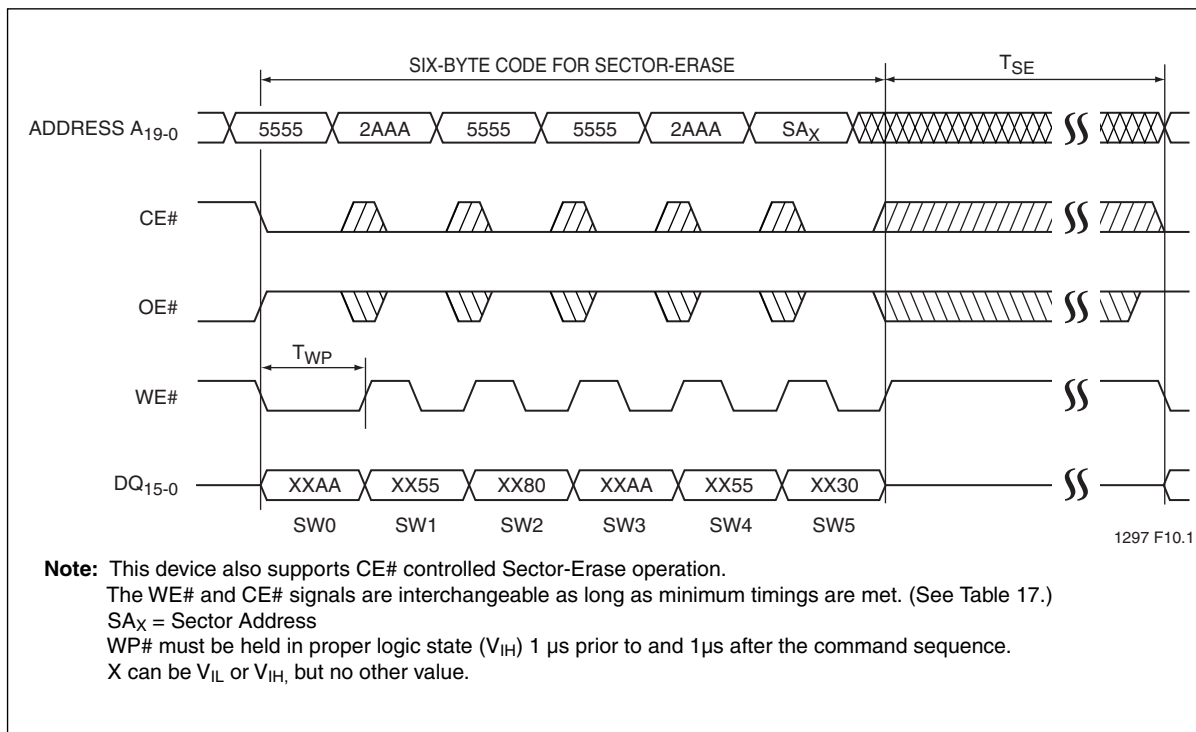 SIX-BYTE CODE FOR SECTOR-ERASE TSE
ADDRESS A19-0 5555 2AAA 5555 5555 2AAA SAX
CE#
OE#
TWP
WE#
DQ15-0 XXAA XX55 XX80 XXAA XX55 XX30
SW0 SW1 SW2 SW3 SW4 SW5
1297 F10.1
Note: This device also supports CE# controlled Sector-Erase operation.
The WE# and CE# signals are interchangeable as long as minimum timings are met. (See Table 17.)
SAX = Sector Address
WP# must be held in proper logic state (VIH) 1 µs prior to and 1µs after the command sequence.
X can be VIL or VIH, but no other value.